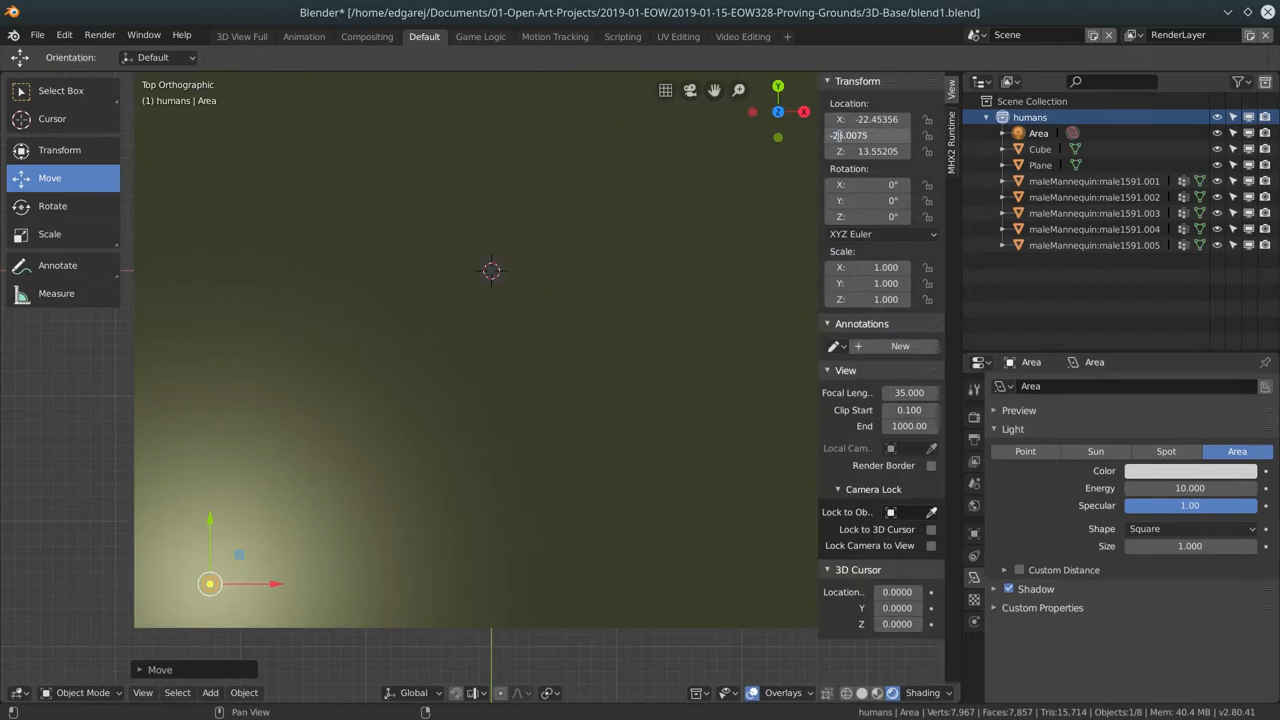 Blender* [/home/edgarej/Documents/01-Open-Art-Projects/2019-01-EOW/2019-01-15-EOW328-Proving-Grounds/3D-Base/blend1.blend]
File Edit Render Window Help 3D View Full Animation Compositing Default Game Logic Motion Tracking Scripting UV Editing Video Editing + Scene RenderLayer
Orientation: Default
Select Box
Cursor
Transform
Move
Rotate
Scale
Annotate
Measure
Top Orthographic
(1) humans | Area
Y
X
Z
Transform
Location:
X: -22.45356
Z: 13.55205
Rotation:
X: 0°
Y: 0°
Z: 0°
XYZ Euler
Scale:
X: 1.000
Y: 1.000
Z: 1.000
Annotations
+ New
View
Focal Leng.. 35.000
Clip Start 0.100
End 1000.00
Local Cam..
Render Border
Camera Lock
Lock to Ob..
Lock to 3D Cursor
Lock Camera to View
3D Cursor
Location.. 0.0000
Y 0.0000
Z 0.0000
View
MHX2 Runtime
Scene Collection
humans
Area
Cube
Plane
maleMannequin:male1591.001
maleMannequin:male1591.002
maleMannequin:male1591.003
maleMannequin:male1591.004
maleMannequin:male1591.005
Area Area
Area
Preview
Light
Point Sun Spot Area
Color
Energy 10.000
Specular 1.00
Shape Square
Size 1.000
Custom Distance
Shadow
Custom Properties
Move
Object Mode View Select Add Object Global Overlays Shading
Pan View
humans | Area | Verts:7,967 | Faces:7,857 | Tris:15,714 | Objects:1/8 | Mem: 40.4 MB | v2.80.41